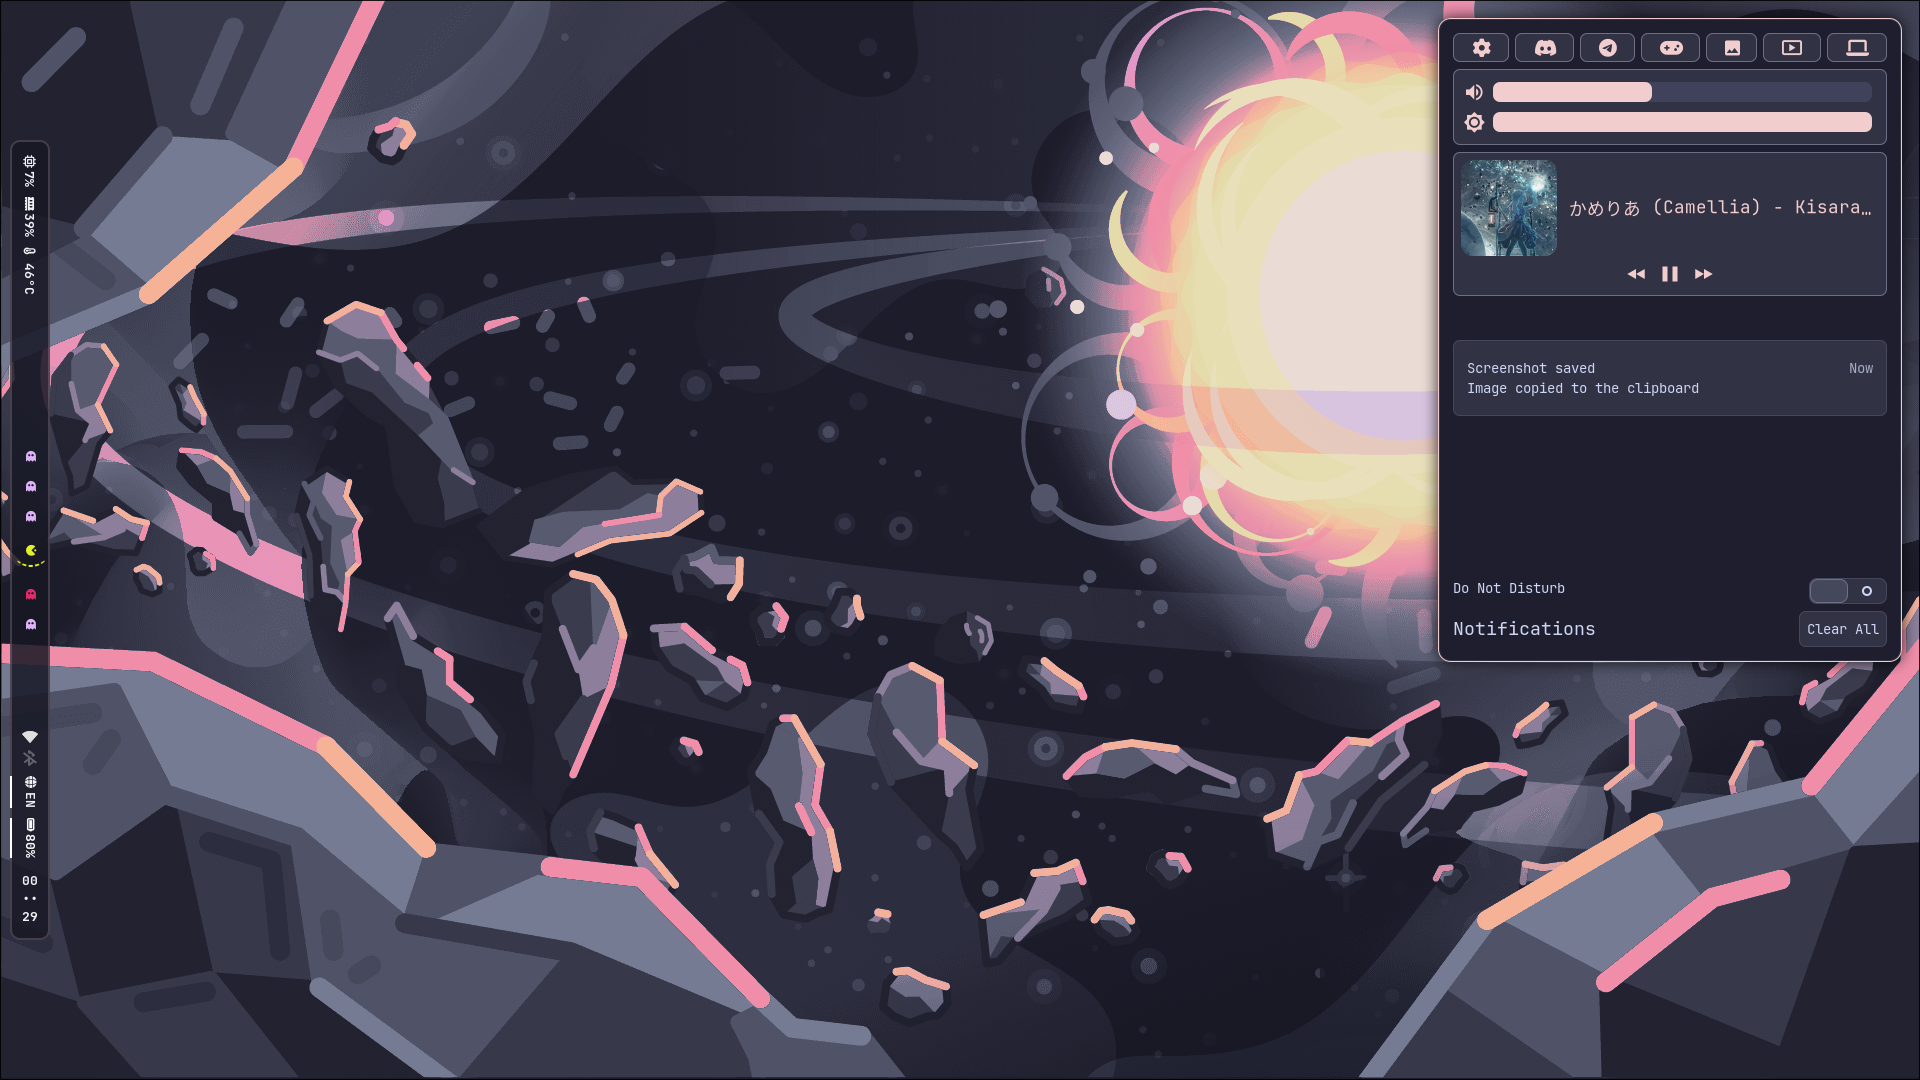 7%
39%
46°C
EN
80%
00
29
かめりあ (Camellia) - Kisara…
Screenshot saved
Now
Image copied to the clipboard
Do Not Disturb
Notifications
Clear All